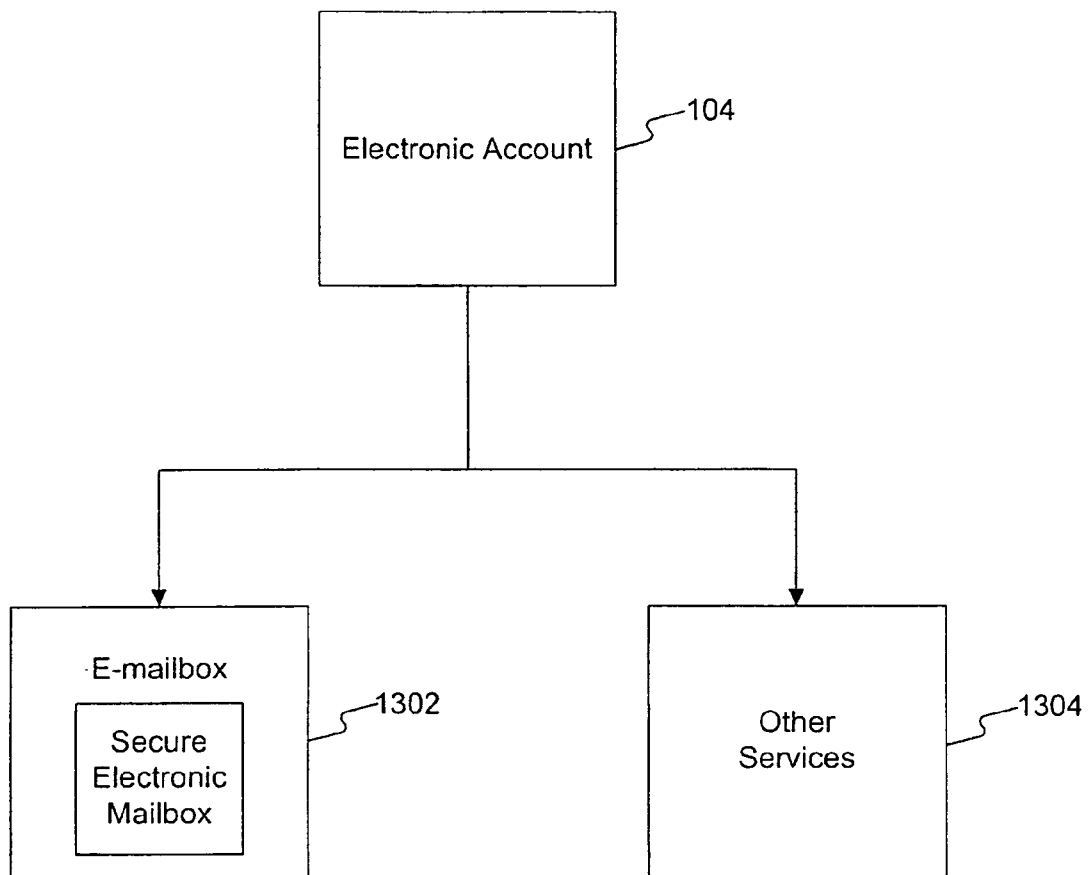 Electronic Account
104
E-mailbox
Secure
Electronic
Mailbox
1302
Other
Services
1304